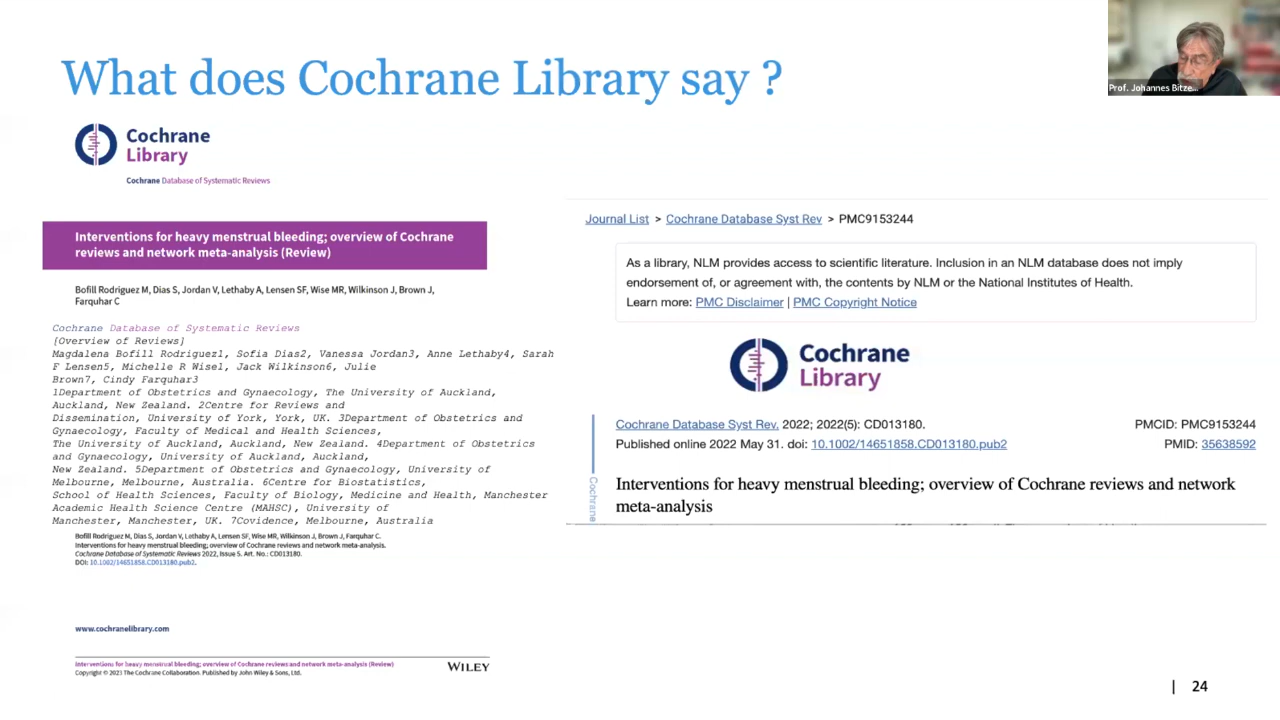 What does Cochrane Library say ?
Prof. Johannes Bitze...
Cochrane
Library
Cochrane Database of Systematic Reviews
Interventions for heavy menstrual bleeding; overview of Cochrane
reviews and network meta-analysis (Review)
Bofill Rodriguez M, Dias S, Jordan V, Lethaby A, Lensen SF, Wise MR, Wilkinson J, Brown J,
Farquhar C
Cochrane Database of Systematic Reviews
[Overview of Reviews]
Magdalena Bofill Rodriguez1, Sofia Dias2, Vanessa Jordan3, Anne Lethaby4, Sarah
F Lensen5, Michelle R Wise1, Jack Wilkinson6, Julie
Brown7, Cindy Farquhar3
1Department of Obstetrics and Gynaecology, The University of Auckland,
Auckland, New Zealand. 2Centre for Reviews and
Dissemination, University of York, York, UK. 3Department of Obstetrics and
Gynaecology, Faculty of Medical and Health Sciences,
The University of Auckland, Auckland, New Zealand. 4Department of Obstetrics
and Gynaecology, University of Auckland, Auckland,
New Zealand. 5Department of Obstetrics and Gynaecology, University of
Melbourne, Melbourne, Australia. 6Centre for Biostatistics,
School of Health Sciences, Faculty of Biology, Medicine and Health, Manchester
Academic Health Science Centre (MAHSC), University of
Manchester, Manchester, UK. 7Covidence, Melbourne, Australia
Bofill Rodriguez M, Dias S, Jordan V, Lethaby A, Lensen SF, Wise MR, Wilkinson J, Brown J, Farquhar C.
Interventions for heavy menstrual bleeding; overview of Cochrane reviews and network meta-analysis.
Cochrane Database of Systematic Reviews 2022, Issue 5. Art. No.: CD013180.
DOI: 10.1002/14651858.CD013180.pub2.
www.cochranelibrary.com
Interventions for heavy menstrual bleeding; overview of Cochrane reviews and network meta-analysis (Review)
Copyright © 2021 The Cochrane Collaboration. Published by John Wiley & Sons, Ltd.
WILEY
Journal List > Cochrane Database Syst Rev > PMC9153244
As a library, NLM provides access to scientific literature. Inclusion in an NLM database does not imply
endorsement of, or agreement with, the contents by NLM or the National Institutes of Health.
Learn more: PMC Disclaimer | PMC Copyright Notice
Cochrane
Library
Cochrane
Cochrane Database Syst Rev. 2022; 2022(5): CD013180.
PMCID: PMC9153244
Published online 2022 May 31. doi: 10.1002/14651858.CD013180.pub2
PMID: 35638592
Interventions for heavy menstrual bleeding; overview of Cochrane reviews and network
meta-analysis
| 24